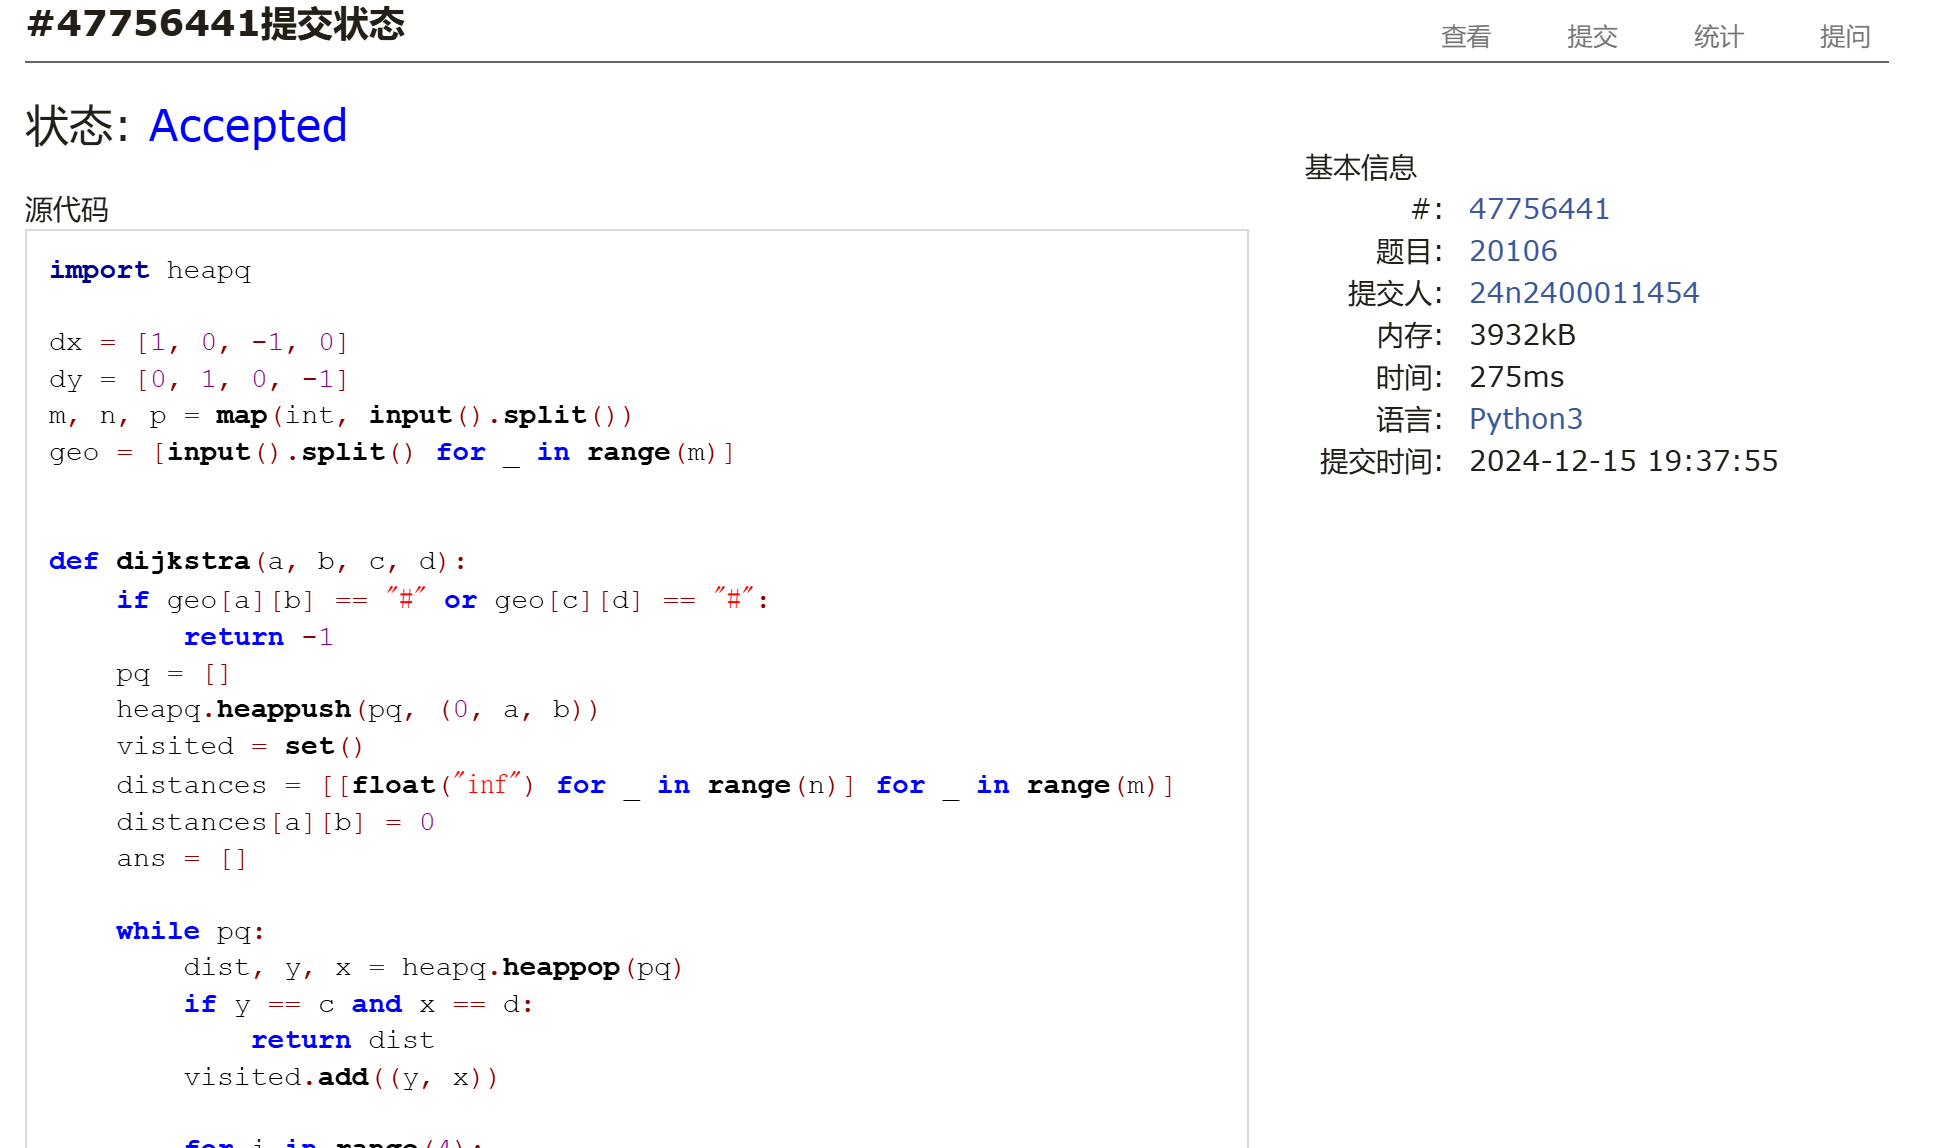 #47756441提交状态
查看 提交 统计 提问
状态: Accepted
源代码
import heapq
dx = [1, 0, -1, 0]
dy = [0, 1, 0, -1]
m, n, p = map(int, input().split())
geo = [input().split() for _ in range(m)]
def dijkstra(a, b, c, d):
    if geo[a][b] == "#" or geo[c][d] == "#":
        return -1
    pq = []
    heapq.heappush(pq, (0, a, b))
    visited = set()
    distances = [[float("inf") for _ in range(n)] for _ in range(m)]
    distances[a][b] = 0
    ans = []
    while pq:
        dist, y, x = heapq.heappop(pq)
        if y == c and x == d:
            return dist
        visited.add((y, x))
        for i in range(4):
基本信息
#: 47756441
题目: 20106
提交人: 24n2400011454
内存: 3932kB
时间: 275ms
语言: Python3
提交时间: 2024-12-15 19:37:55